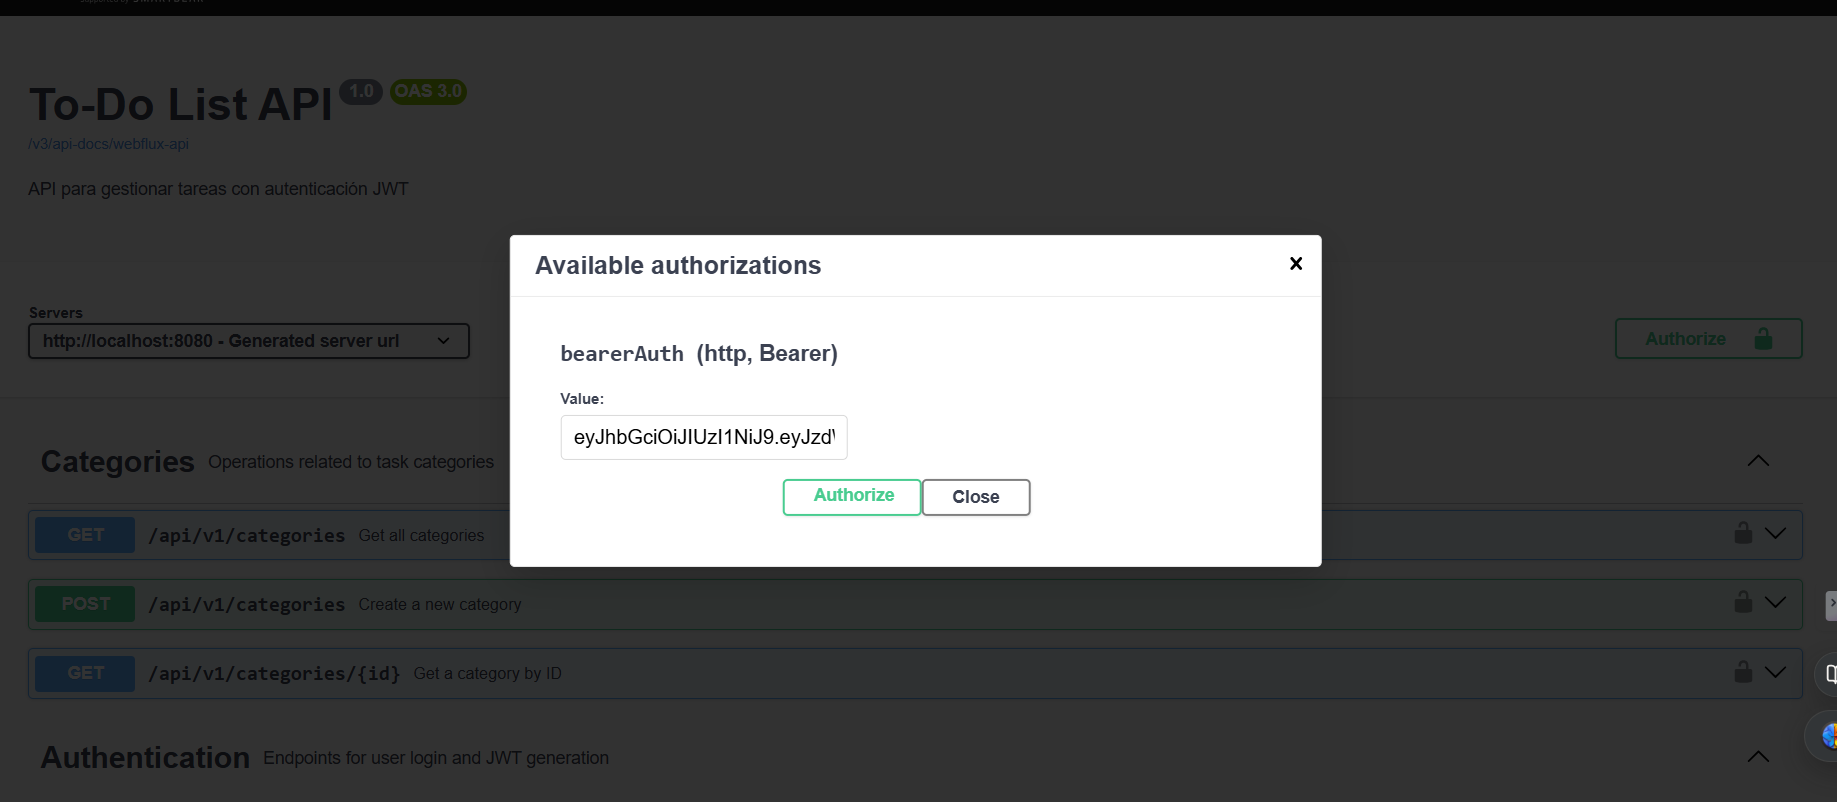 To-Do List API 1.0 OAS 3.0
/v3/api-docs/webflux-api
API para gestionar tareas con autenticación JWT
Available authorizations
bearerAuth (http, Bearer)
Value:
eyJhbGciOiJIUzI1NiJ9.eyJzd
Authorize
Close
Servers
http://localhost:8080 - Generated server url
Authorize
Categories Operations related to task categories
GET /api/v1/categories Get all categories
POST /api/v1/categories Create a new category
GET /api/v1/categories/{id} Get a category by ID
Authentication Endpoints for user login and JWT generation